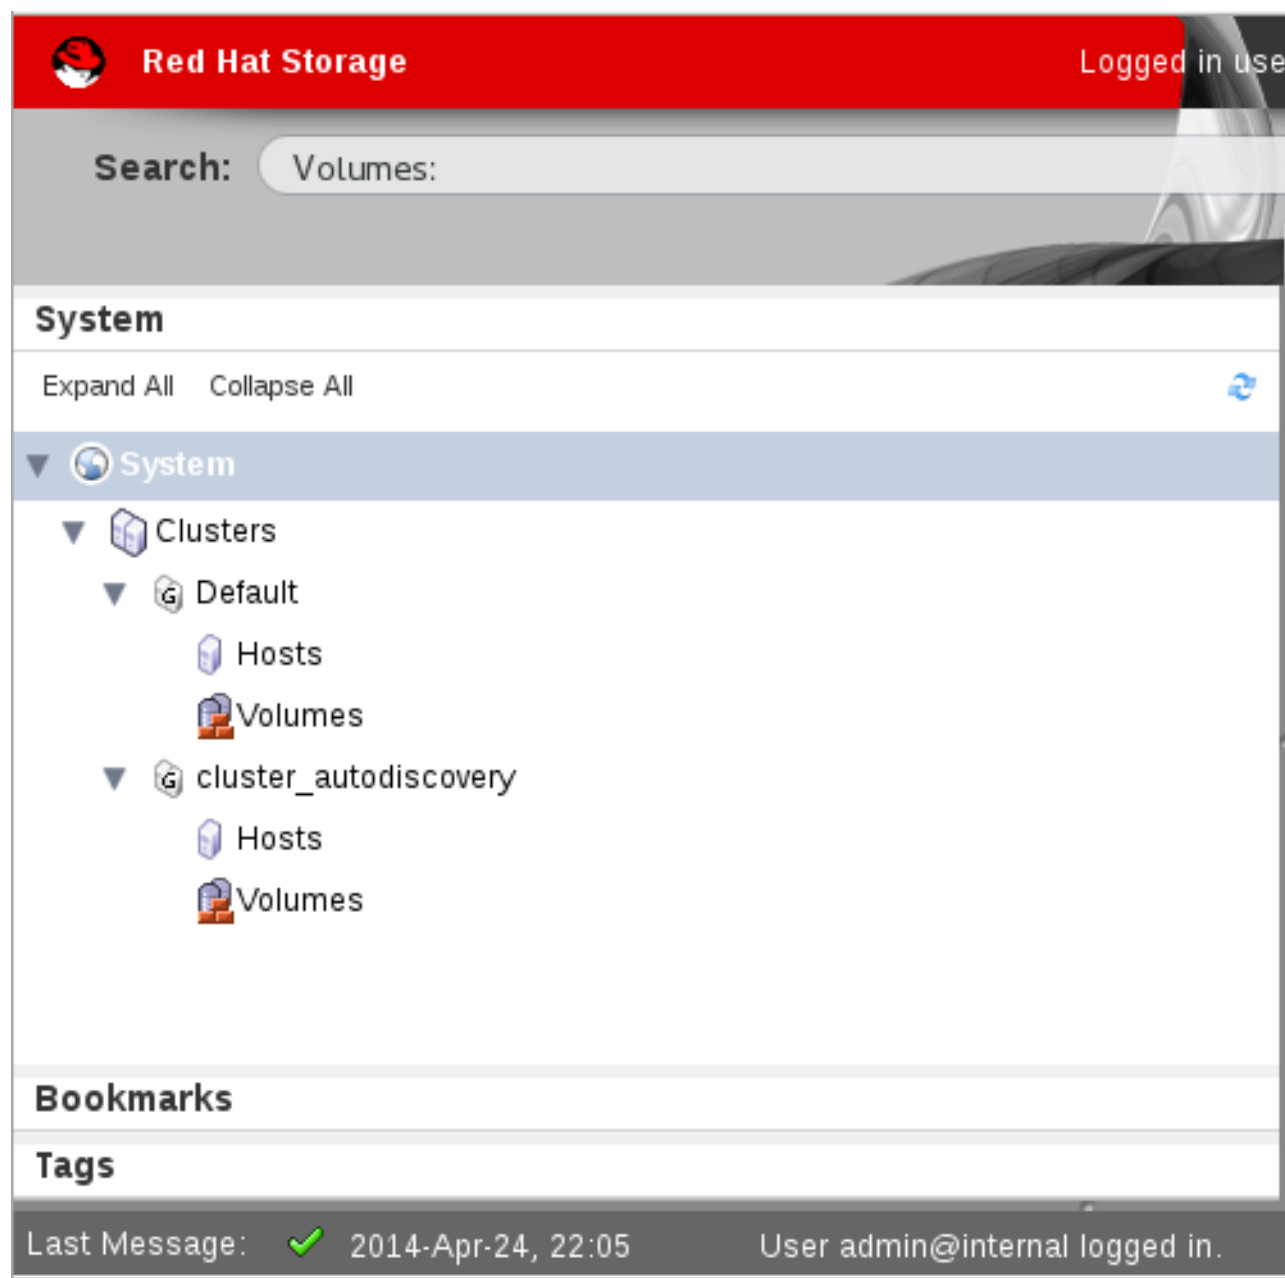 Red Hat Storage
Logged in use
Search: Volumes:
System
Expand All Collapse All
System
Clusters
G Default
Hosts
Volumes
G cluster_autodiscovery
Hosts
Volumes
Bookmarks
Tags
Last Message: 2014-Apr-24, 22:05 User admin@internal logged in.